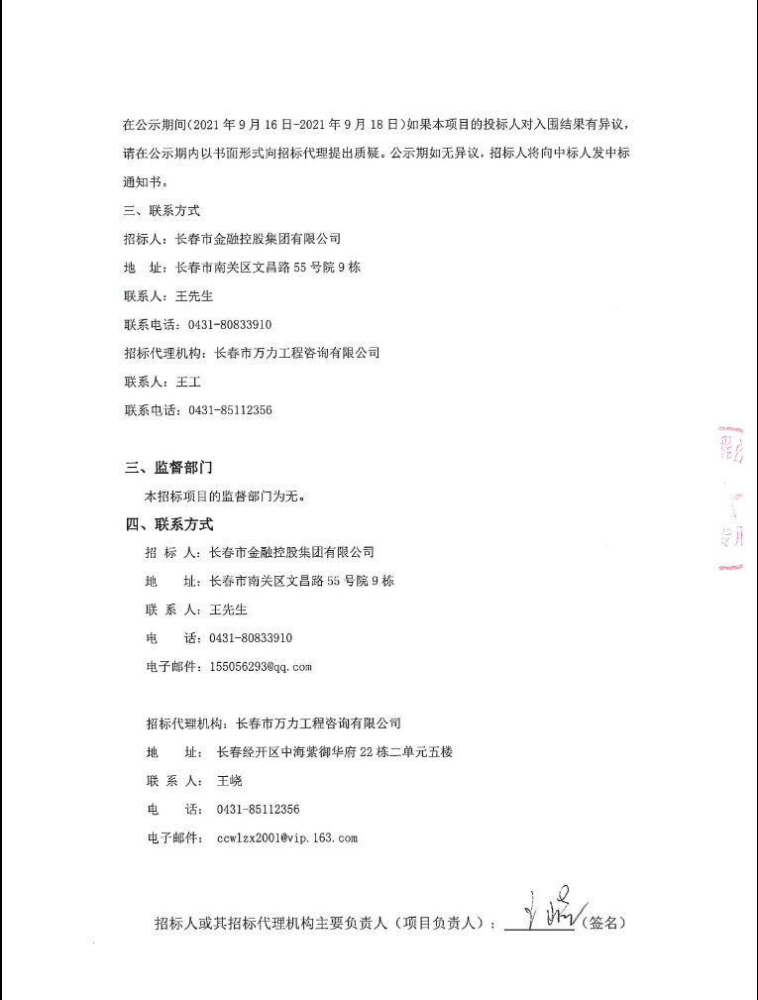 在公示期间(2021 年 9 月 16 日-2021 年 9 月 18 日)如果本项目的投标人对入围结果有异议，
请在公示期内以书面形式向招标代理提出质疑。公示期如无异议，招标人将向中标人发中标
通知书。
三、联系方式
招标人：长春市金融控股集团有限公司
地　址：长春市南关区文昌路 55 号院 9 栋
联系人：王先生
联系电话：0431-80833910
招标代理机构：长春市万力工程咨询有限公司
联系人：王工
联系电话：0431-85112356
三、监督部门
本招标项目的监督部门为无。
四、联系方式
招 标 人：长春市金融控股集团有限公司
地　　址：长春市南关区文昌路 55 号院 9 栋
联 系 人：王先生
电　　话：0431-80833910
电子邮件：155056293@qq.com
招标代理机构：长春市万力工程咨询有限公司
地　　址： 长春经开区中海紫御华府 22 栋二单元五楼
联 系 人： 王峣
电　　话： 0431-85112356
电子邮件： ccwlzx2001@vip.163.com
招标人或其招标代理机构主要负责人（项目负责人）：（签名）
程
专用